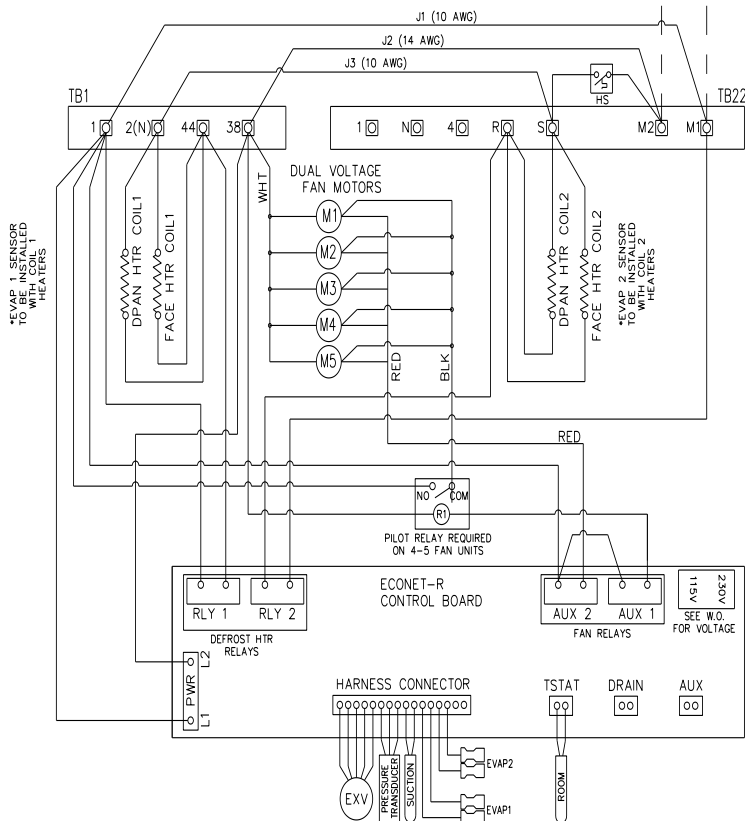 J1 (10 AWG)
J2 (14 AWG)
J3 (10 AWG)
HS
TB1
TB22
1
2(N)
44
38
1
N
4
R
S
M2
M1
WHT
DUAL VOLTAGE
FAN MOTORS
M1
M2
M3
M4
M5
RED
BLK
*EVAP 1 SENSOR
TO BE INSTALLED
WITH COIL 1
HEATERS
DPAN HTR COIL1
FACE HTR COIL1
DPAN HTR COIL2
FACE HTR COIL2
*EVAP 2 SENSOR
TO BE INSTALLED
WITH COIL 2
HEATERS
RED
NO
COM
R1
PILOT RELAY REQUIRED
ON 4-5 FAN UNITS
RLY 1
RLY 2
DEFROST HTR
RELAYS
ECONET-R
CONTROL BOARD
AUX 2
AUX 1
FAN RELAYS
115V
230V
SEE W.O.
FOR VOLTAGE
PWR
L2
L1
HARNESS CONNECTOR
TSTAT
DRAIN
AUX
EXV
PRESSURE
TRANSDUCER
SUCTION
EVAP2
EVAP1
ROOM